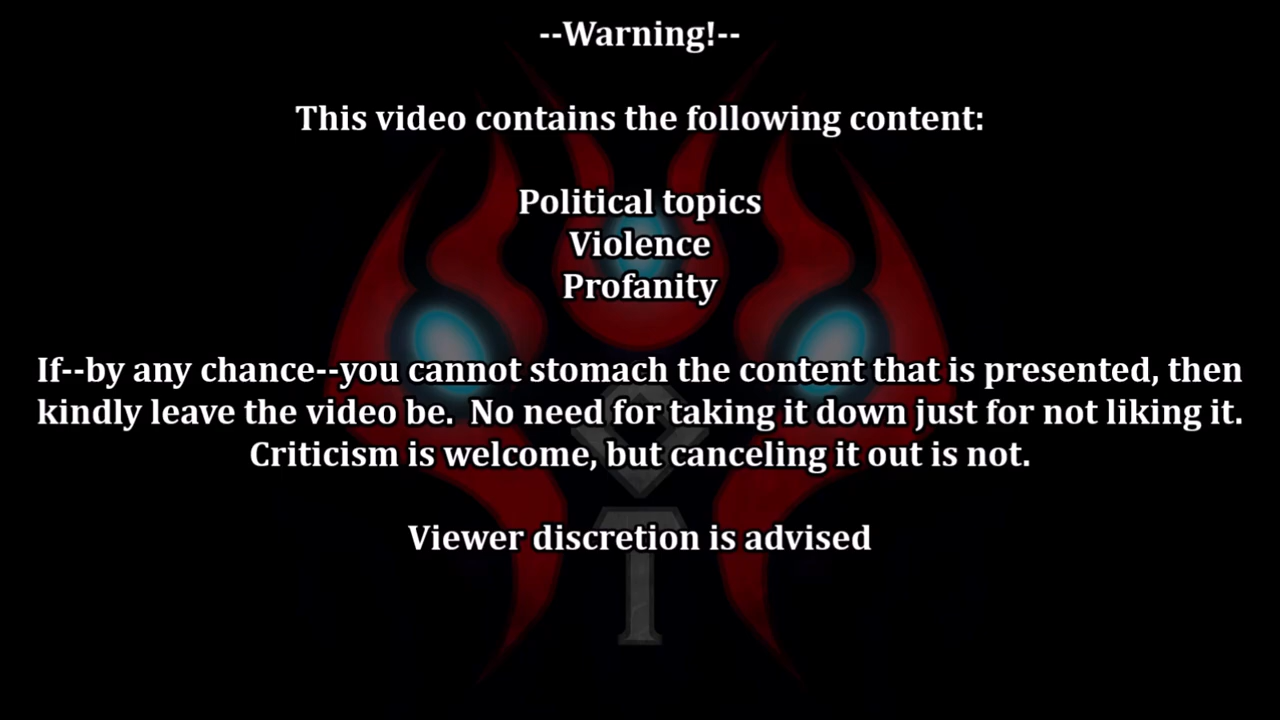 --Warning!--
This video contains the following content:
Political topics
Violence
Profanity
If--by any chance--you cannot stomach the content that is presented, then
kindly leave the video be.  No need for taking it down just for not liking it.
Criticism is welcome, but canceling it out is not.
Viewer discretion is advised